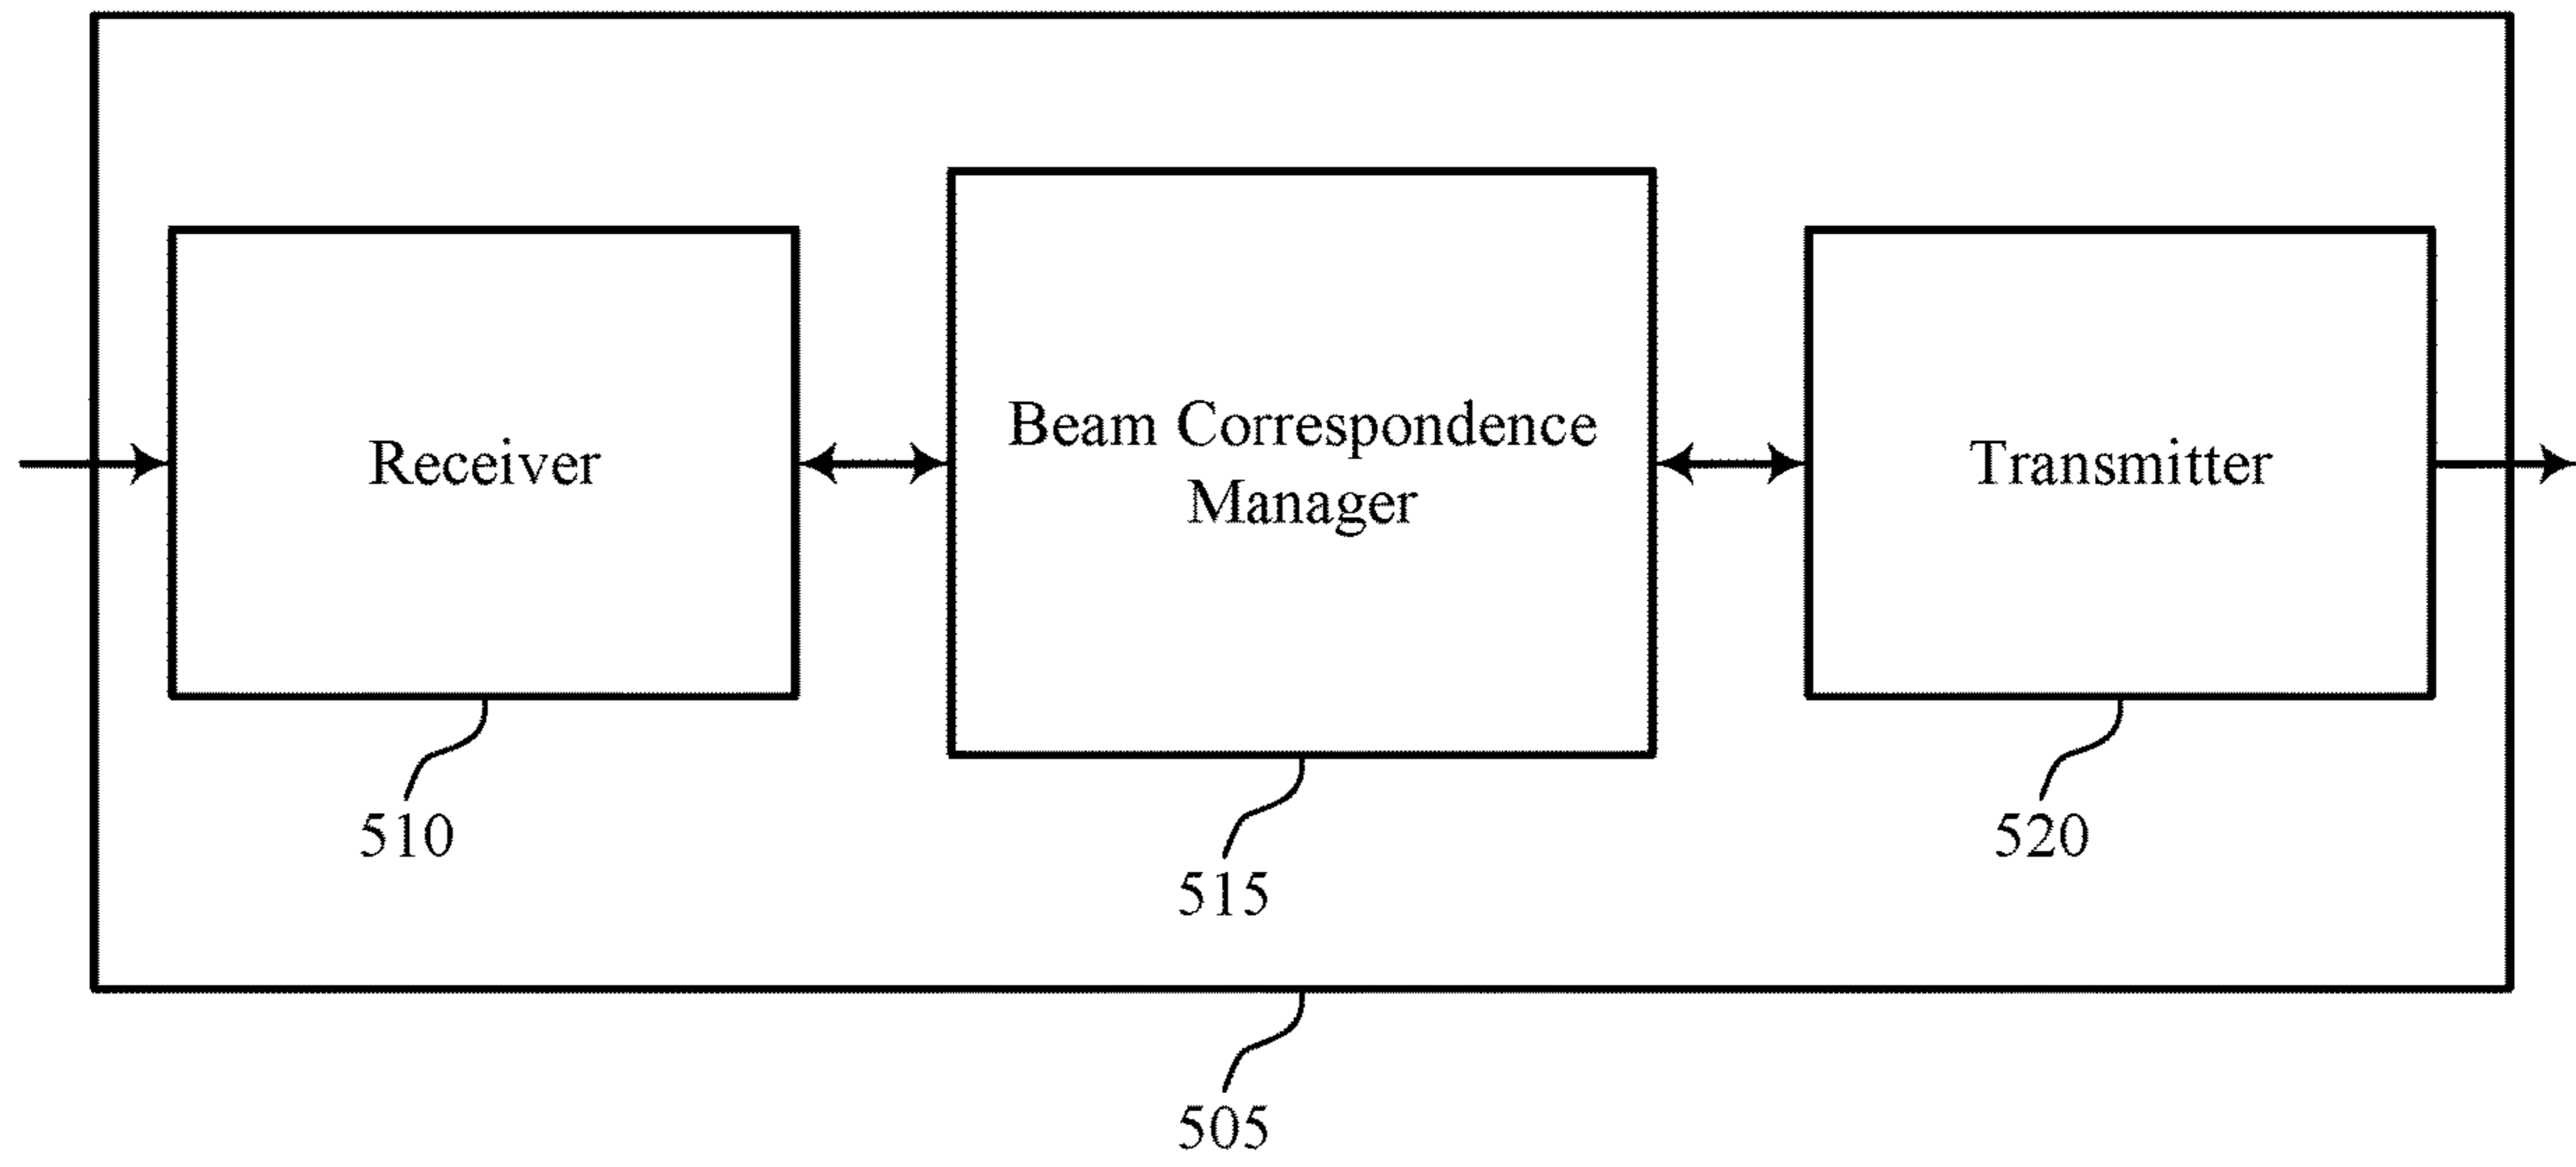 Receiver
Beam Correspondence
Manager
Transmitter
510
515
520
505